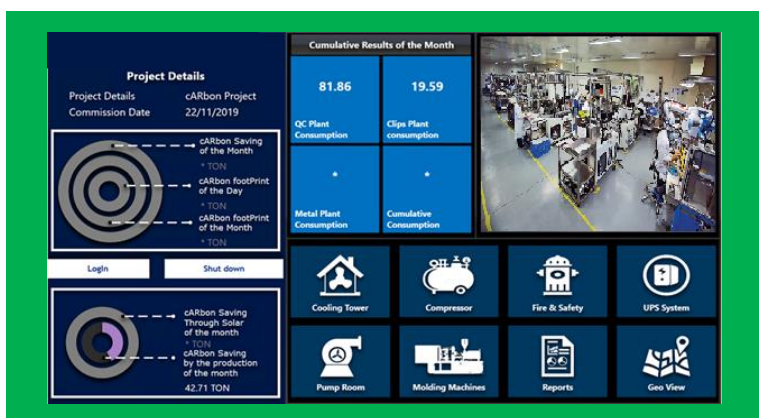 Project Details
Project Details cARbon Project
Commission Date 22/11/2019
cARbon Saving
of the Month
* TON
cARbon footPrint
of the Day
* TON
cARbon footPrint
of the Month
* TON
LogIn
Shut down
cARbon Saving
Through Solar
of the month
* TON
cARbon Saving
by the production
of the month
42.71 TON
Cumulative Results of the Month
81.86
QC Plant
Consumption
19.59
Clips Plant
consumption
*
Metal Plant
Consumption
*
Cumulative
Consumption
Cooling Tower
Compressor
Fire & Safety
UPS System
Pump Room
Molding Machines
Reports
Geo View